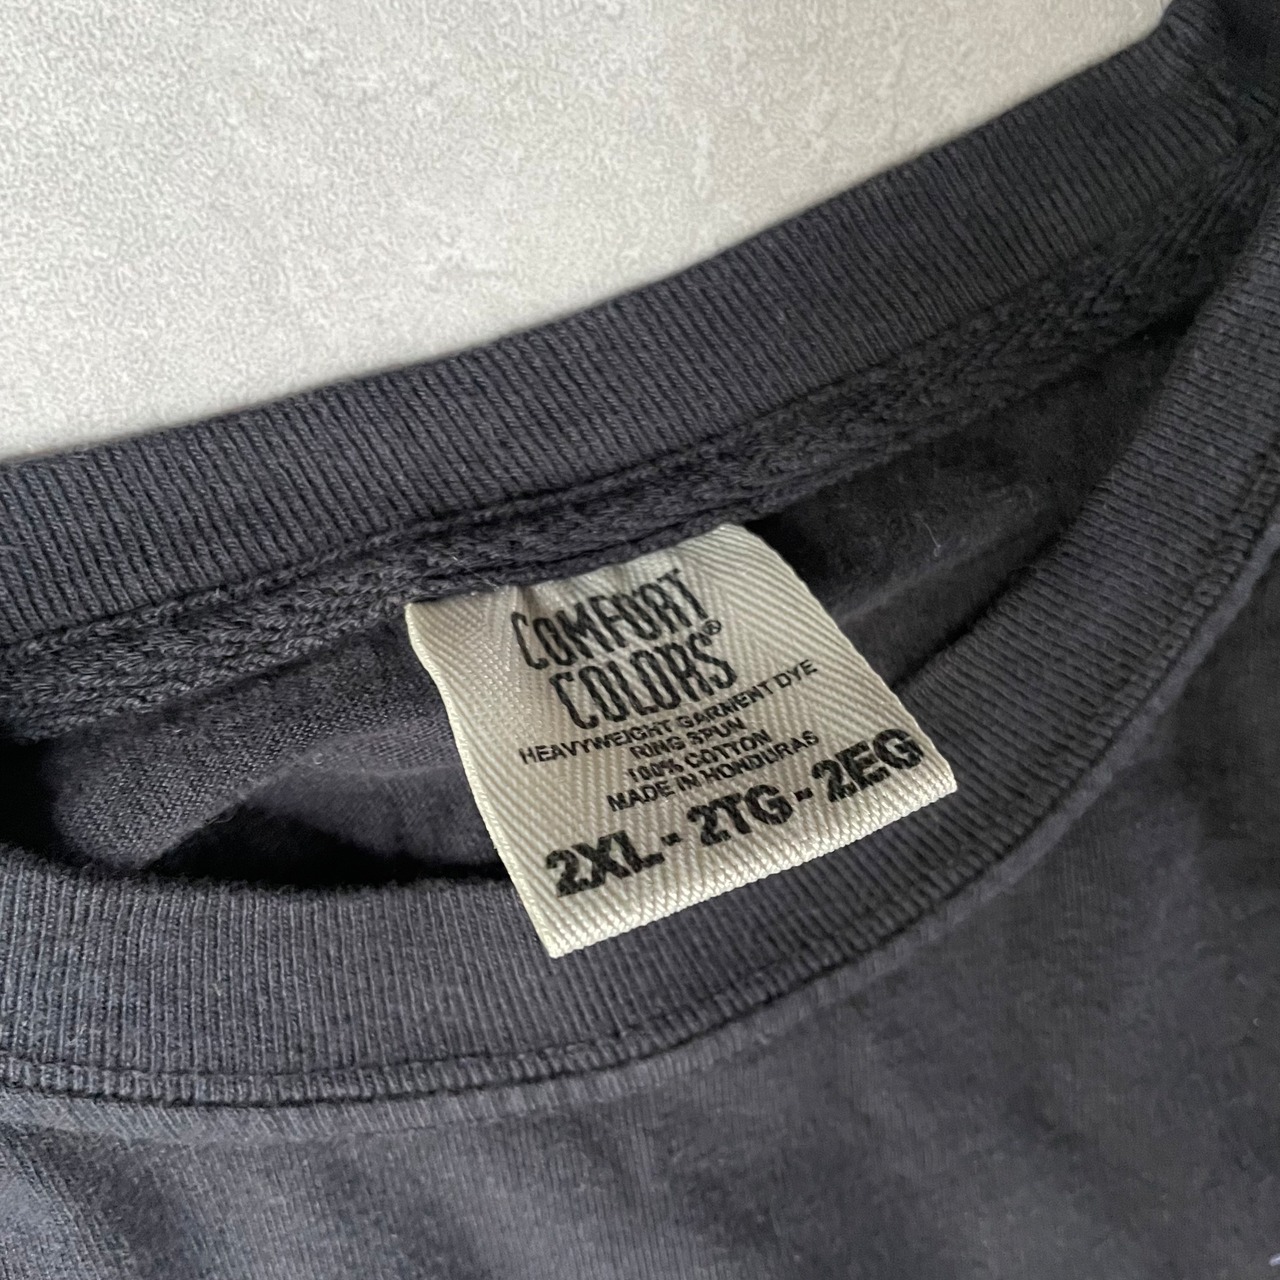 COMFORT
COLORS®
HEAVYWEIGHT GARMENT DYE
RING SPUN
100% COTTON
MADE IN HONDURAS
2XL - 2TG - 2EG